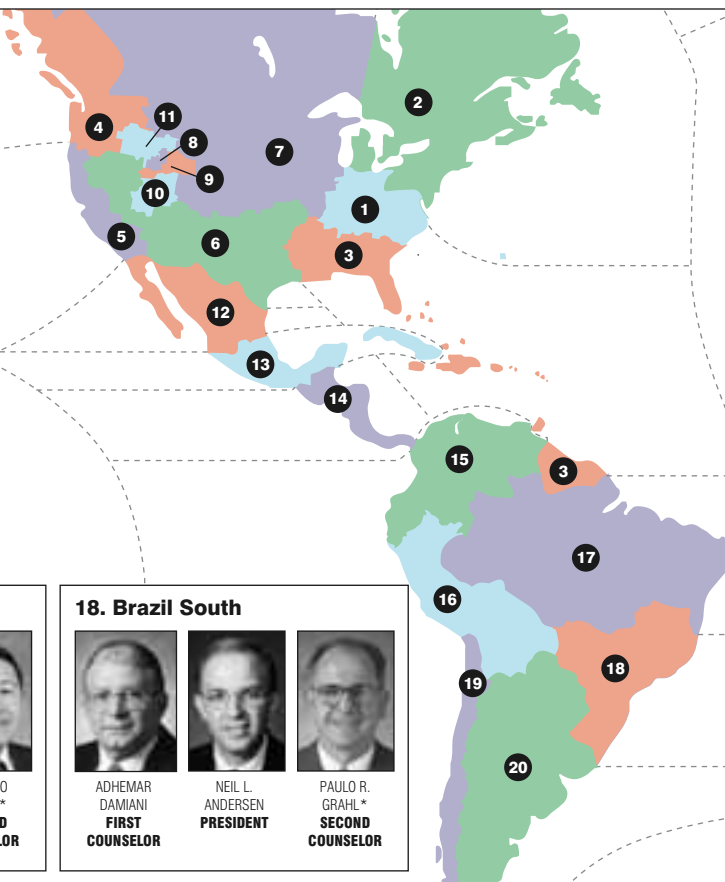 2
11
4
8
7
9
10
1
5
6
3
12
13
14
15
3
17
16
18
19
20
O
*
D
LOR
18. Brazil South
ADHEMAR
DAMIANI
FIRST
COUNSELOR
NEIL L.
ANDERSEN
PRESIDENT
PAULO R.
GRAHL*
SECOND
COUNSELOR